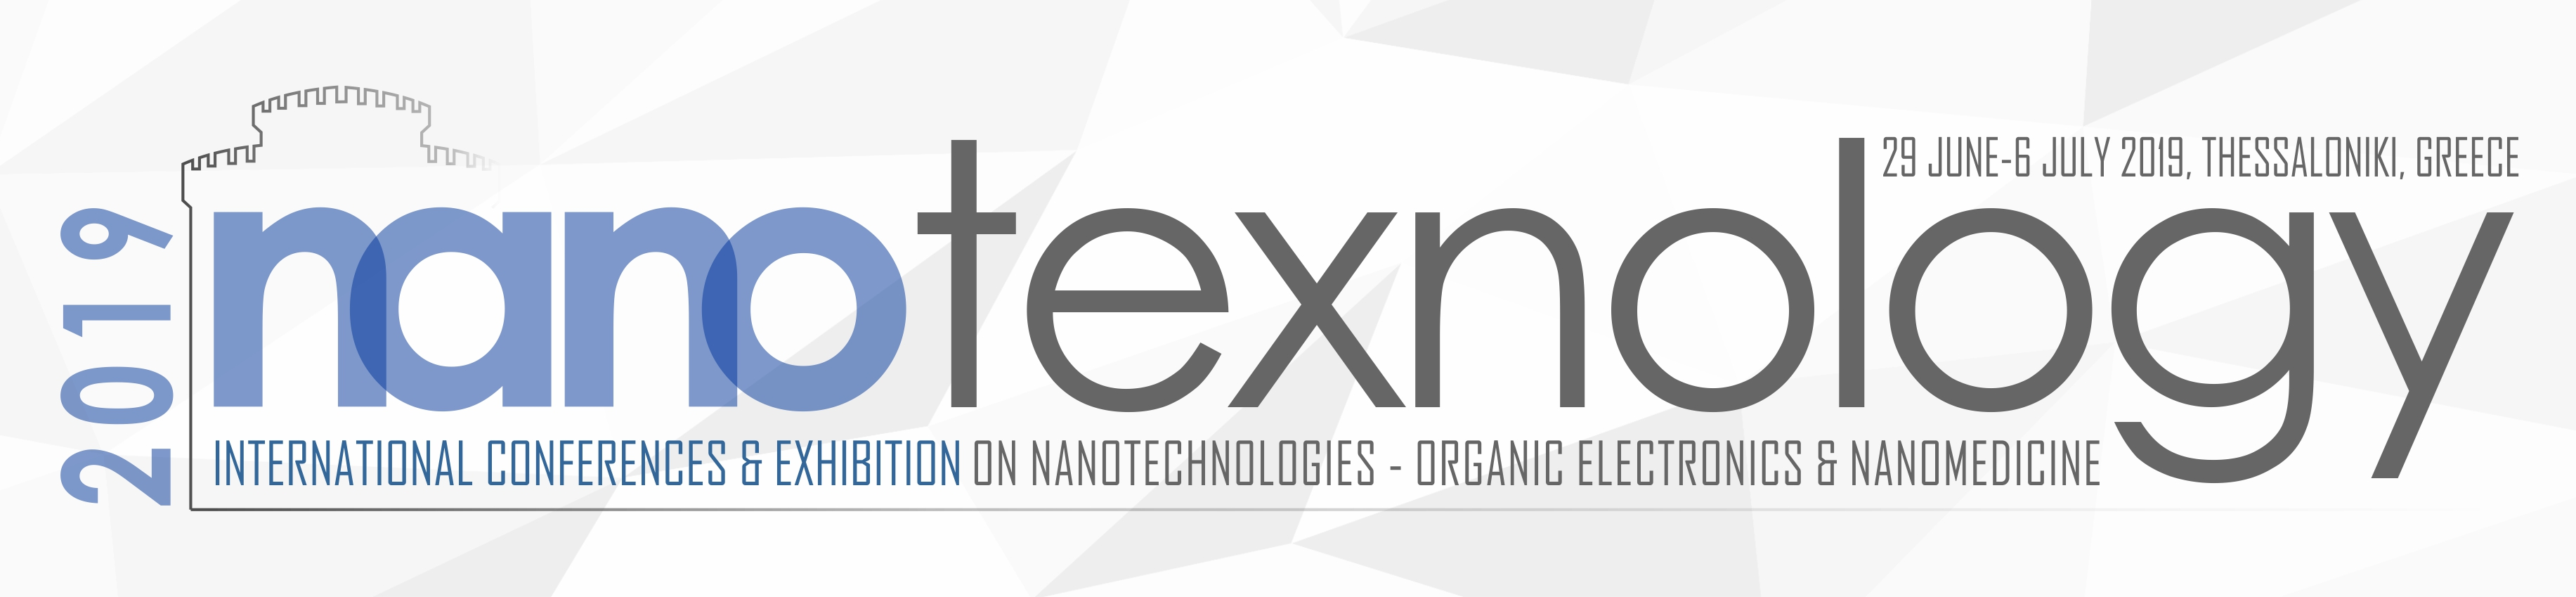 2019
29 JUNE-6 JULY 2019, THESSALONIKI, GREECE
nanotexnology
INTERNATIONAL CONFERENCES & EXHIBITION ON NANOTECHNOLOGIES - ORGANIC ELECTRONICS & NANOMEDICINE